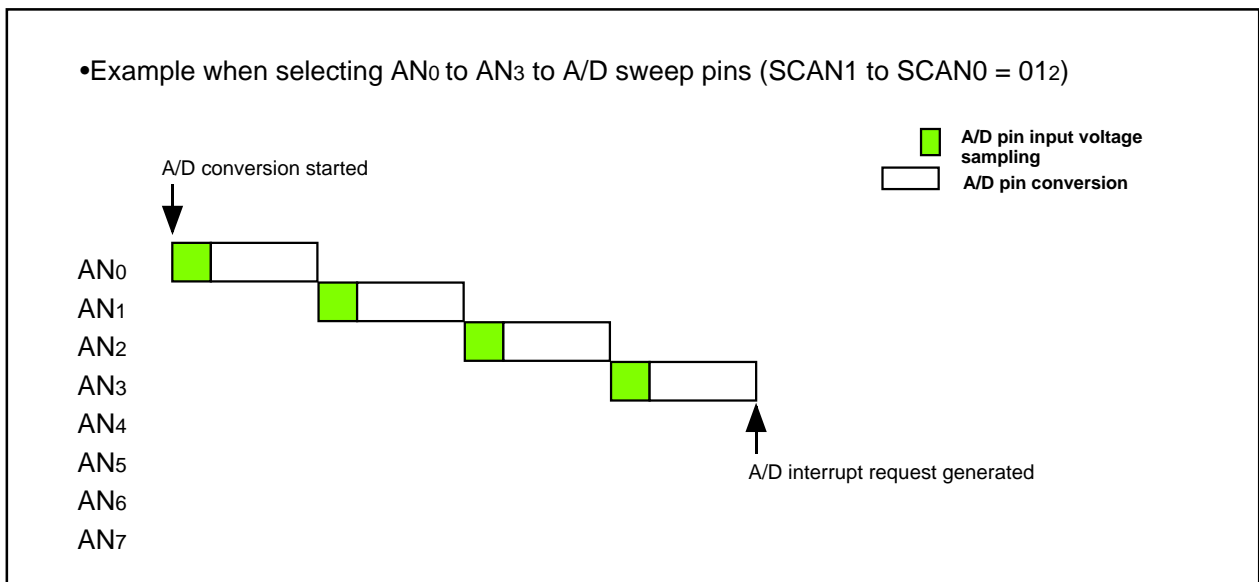 •Example when selecting AN0 to AN3 to A/D sweep pins (SCAN1 to SCAN0 = 012)
A/D pin input voltage
sampling
A/D pin conversion
A/D conversion started
AN0
AN1
AN2
AN3
AN4
AN5
AN6
AN7
A/D interrupt request generated